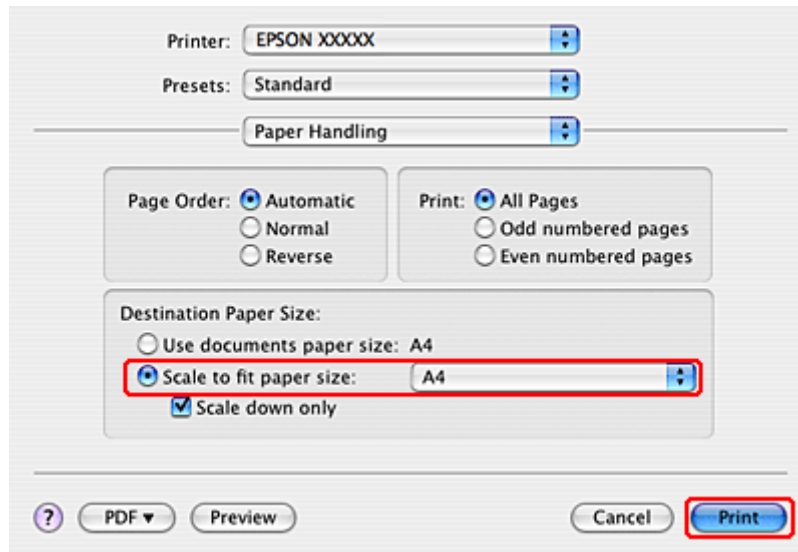 Printer: EPSON XXXXX
Presets: Standard
Paper Handling
Page Order: Automatic Print: All Pages
Normal Odd numbered pages
Reverse Even numbered pages
Destination Paper Size:
Use documents paper size: A4
Scale to fit paper size: A4
Scale down only
? PDF Preview Cancel Print